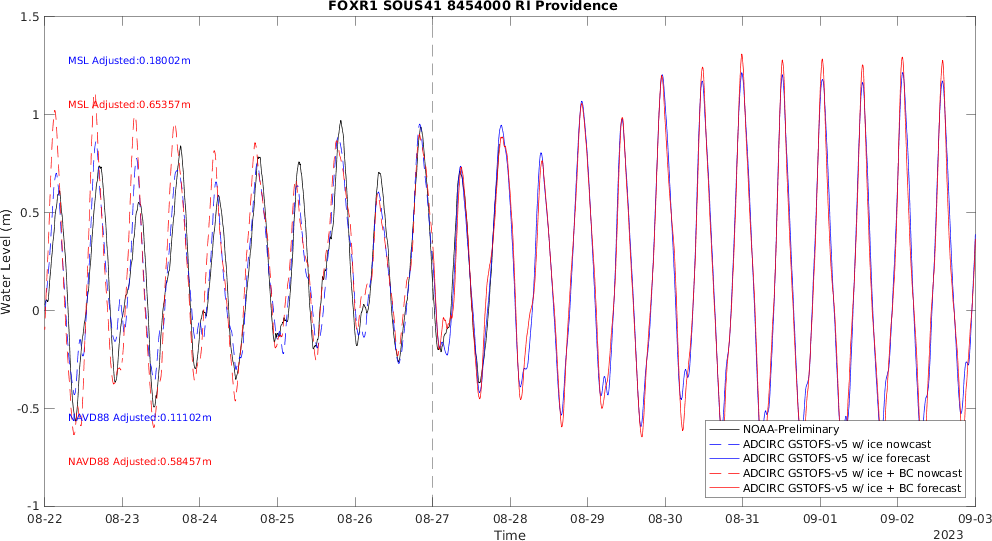 FOXR1 SOUS41 8454000 RI Providence
1.5
MSL Adjusted:0.18002m
MSL Adjusted:0.65357m
1
0.5
Water Level (m)
0
-0.5
NAVD88 Adjusted:0.11102m
NAVD88 Adjusted:0.58457m
NOAA-Preliminary
ADCIRC GSTOFS-v5 w/ ice nowcast
ADCIRC GSTOFS-v5 w/ ice forecast
ADCIRC GSTOFS-v5 w/ ice + BC nowcast
ADCIRC GSTOFS-v5 w/ ice + BC forecast
-1
08-22 08-23 08-24 08-25 08-26 08-27 08-28 08-29 08-30 08-31 09-01 09-02 09-03
Time
2023